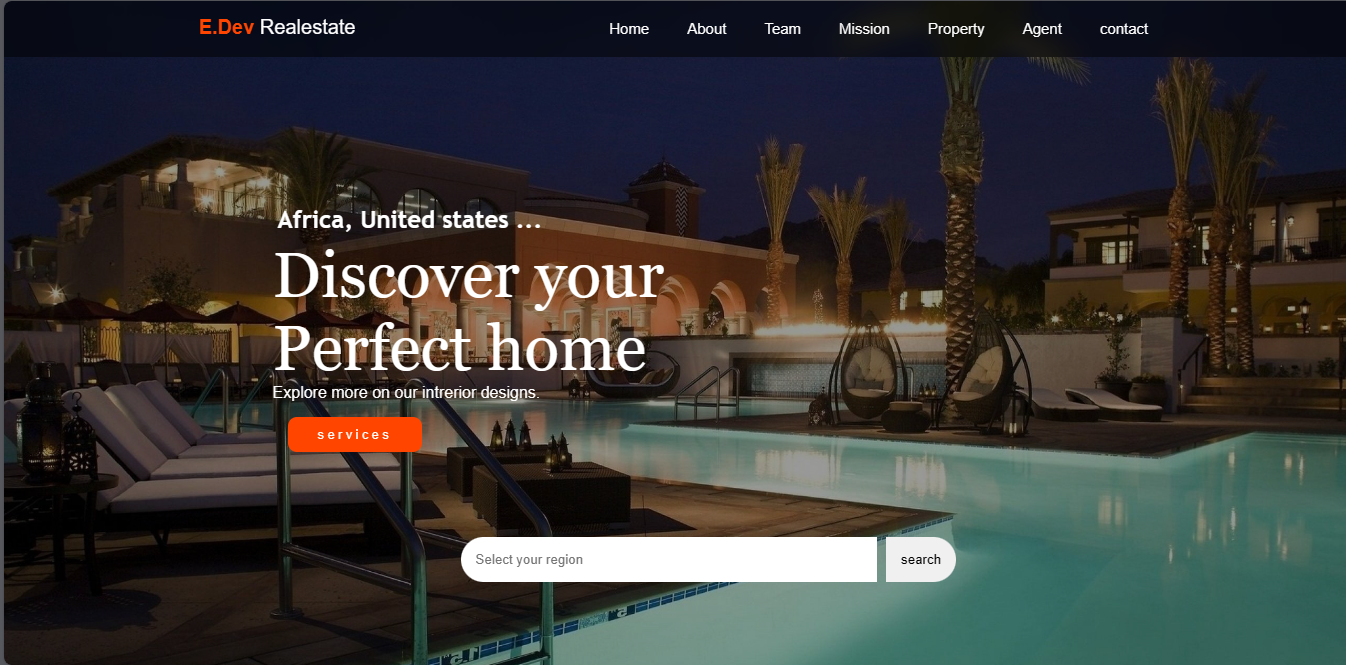 E.Dev Realestate Home About Team Mission Property Agent contact
Africa, United states ...
Discover your
Perfect home
Explore more on our intrerior designs.
services
Select your region search